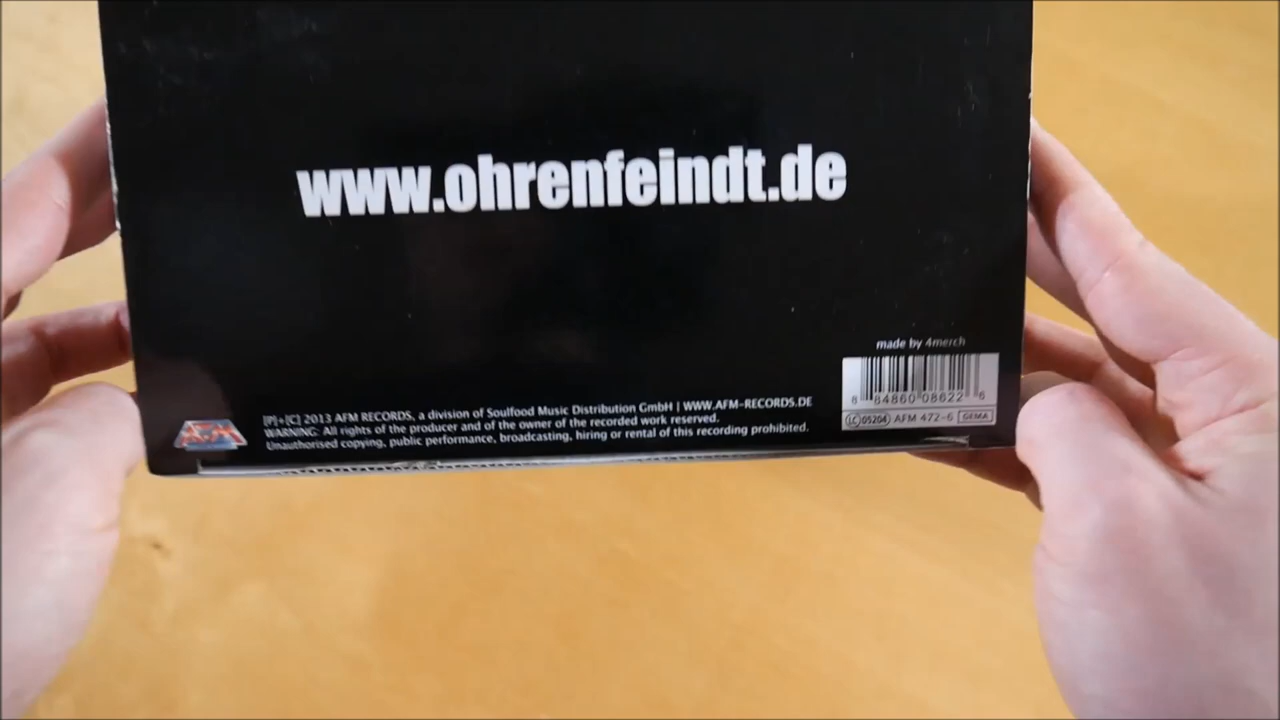 www.ohrenfeindt.de
made by 4merch
8 84860 08622 6
LC 05204 AFM 472-6 GEMA
[P]+[C] 2013 AFM RECORDS, a division of Soulfood Music Distribution GmbH | WWW.AFM-RECORDS.DE
WARNING: All rights of the producer and of the owner of the recorded work reserved.
Unauthorised copying, public performance, broadcasting, hiring or rental of this recording prohibited.
AFM